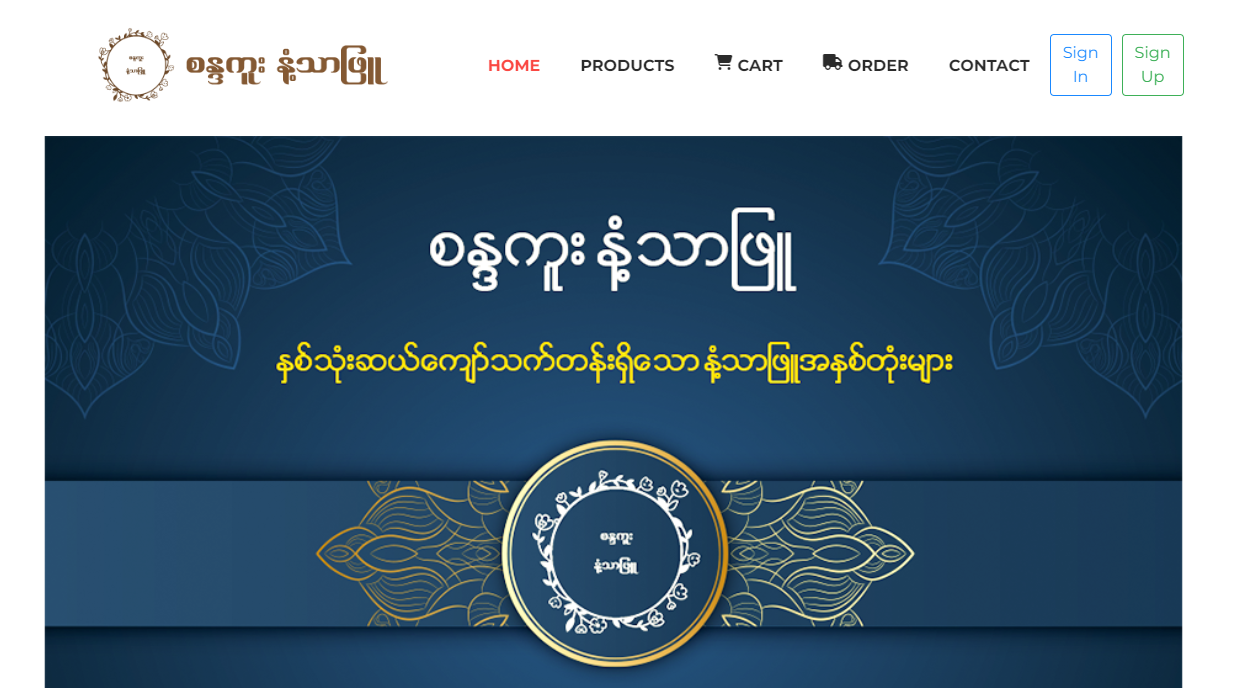 စန္ဒကူး
နံ့သာဖြူ
စန္ဒကူး နံ့သာဖြူ
HOME
PRODUCTS
CART
ORDER
CONTACT
Sign
In
Sign
Up
စန္ဒကူး နံ့သာဖြူ
နှစ်သုံးဆယ်ကျော်သက်တန်းရှိသော နံ့သာဖြူအနှစ်တုံးများ
စန္ဒကူး
နံ့သာဖြူ